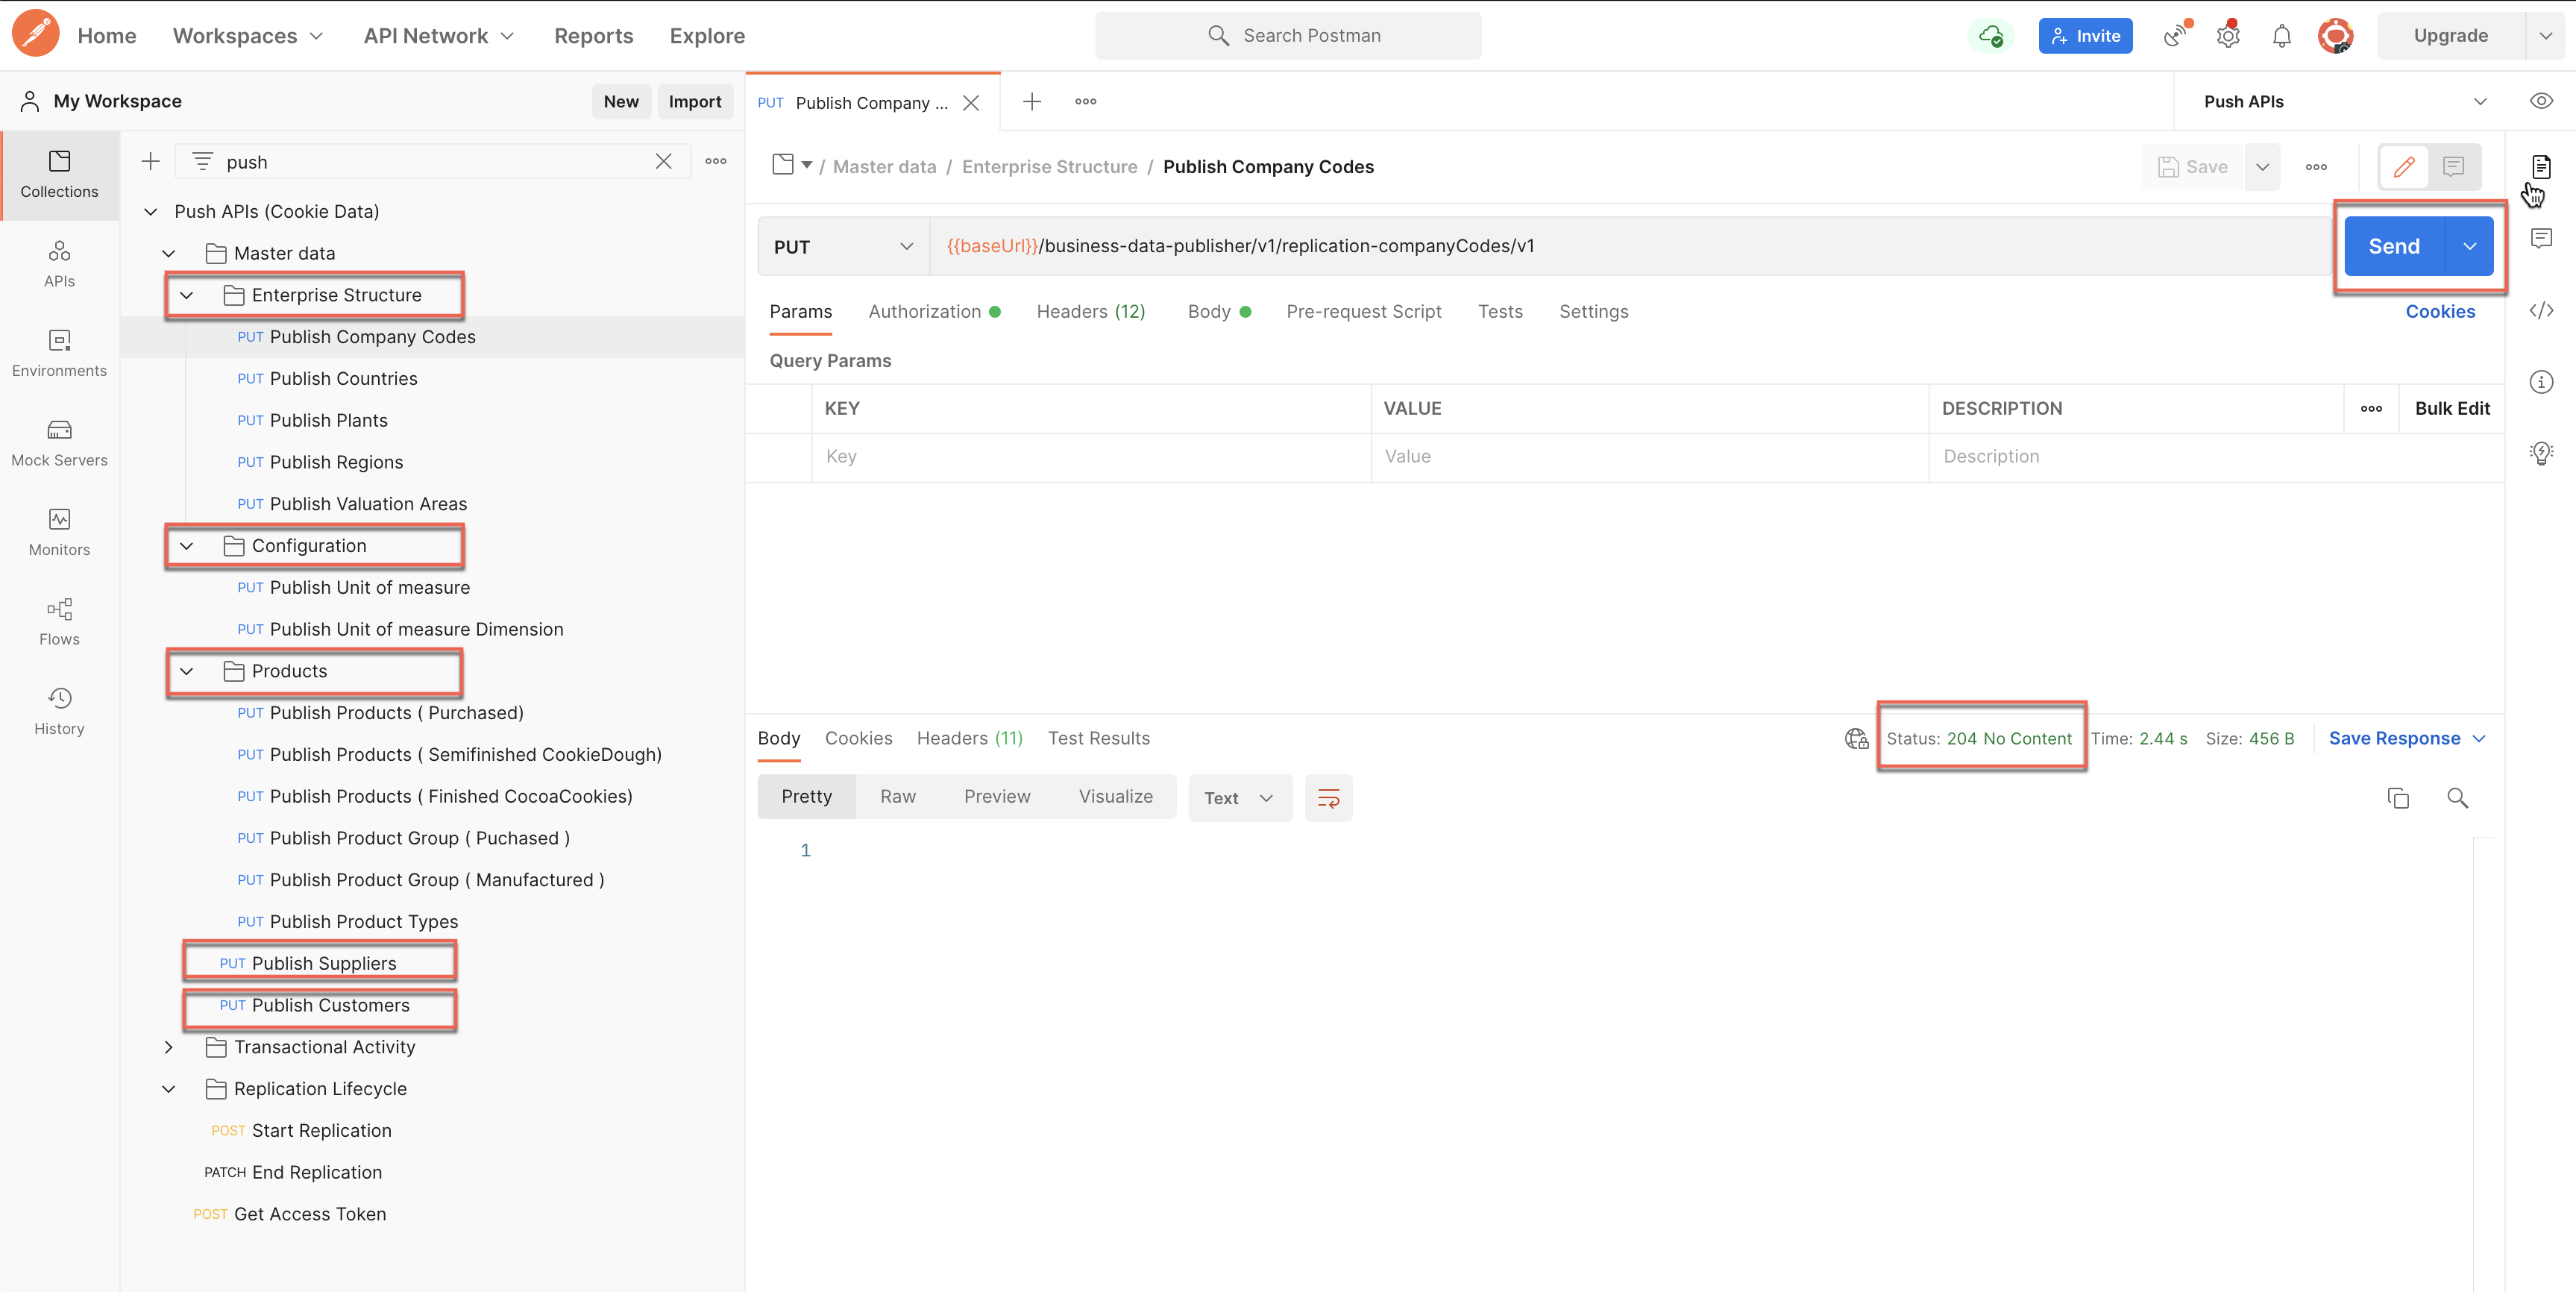 Home Workspaces API Network Reports Explore Search Postman Invite Upgrade
My Workspace New Import
PUT Publish Company ... Push APIs
push
Collections
APIs
Environments
Mock Servers
Monitors
Flows
History
Push APIs (Cookie Data)
Master data
Enterprise Structure
PUT Publish Company Codes
PUT Publish Countries
PUT Publish Plants
PUT Publish Regions
PUT Publish Valuation Areas
Configuration
PUT Publish Unit of measure
PUT Publish Unit of measure Dimension
Products
PUT Publish Products ( Purchased)
PUT Publish Products ( Semifinished CookieDough)
PUT Publish Products ( Finished CocoaCookies)
PUT Publish Product Group ( Puchased )
PUT Publish Product Group ( Manufactured )
PUT Publish Product Types
PUT Publish Suppliers
PUT Publish Customers
Transactional Activity
Replication Lifecycle
POST Start Replication
PATCH End Replication
POST Get Access Token
/ Master data / Enterprise Structure / Publish Company Codes Save
PUT {{baseUrl}}/business-data-publisher/v1/replication-companyCodes/v1 Send
Params Authorization Headers (12) Body Pre-request Script Tests Settings Cookies
Query Params
KEY VALUE DESCRIPTION Bulk Edit
Key Value Description
Body Cookies Headers (11) Test Results Status: 204 No Content Time: 2.44 s Size: 456 B Save Response
Pretty Raw Preview Visualize Text
1